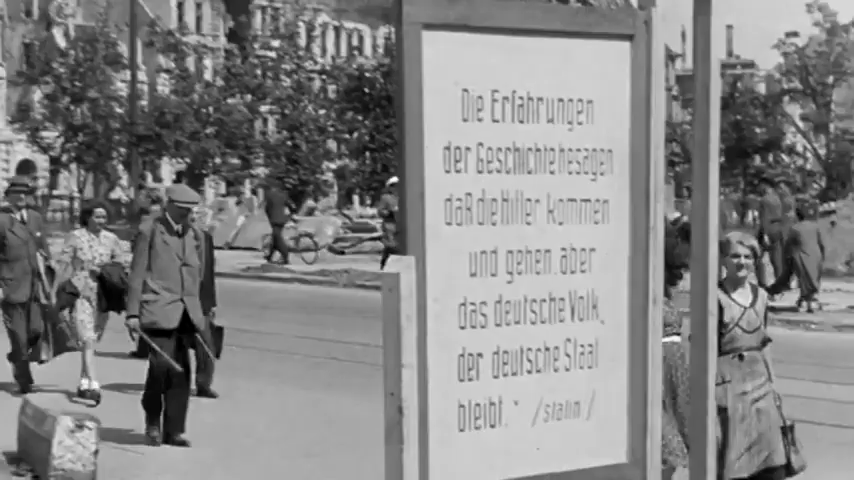 Die Erfahrungen
der Geschichte besagen
daß die Hitler kommen
und gehen. aber
das deutsche Volk,
der deutsche Staat
bleibt." /Stalin/